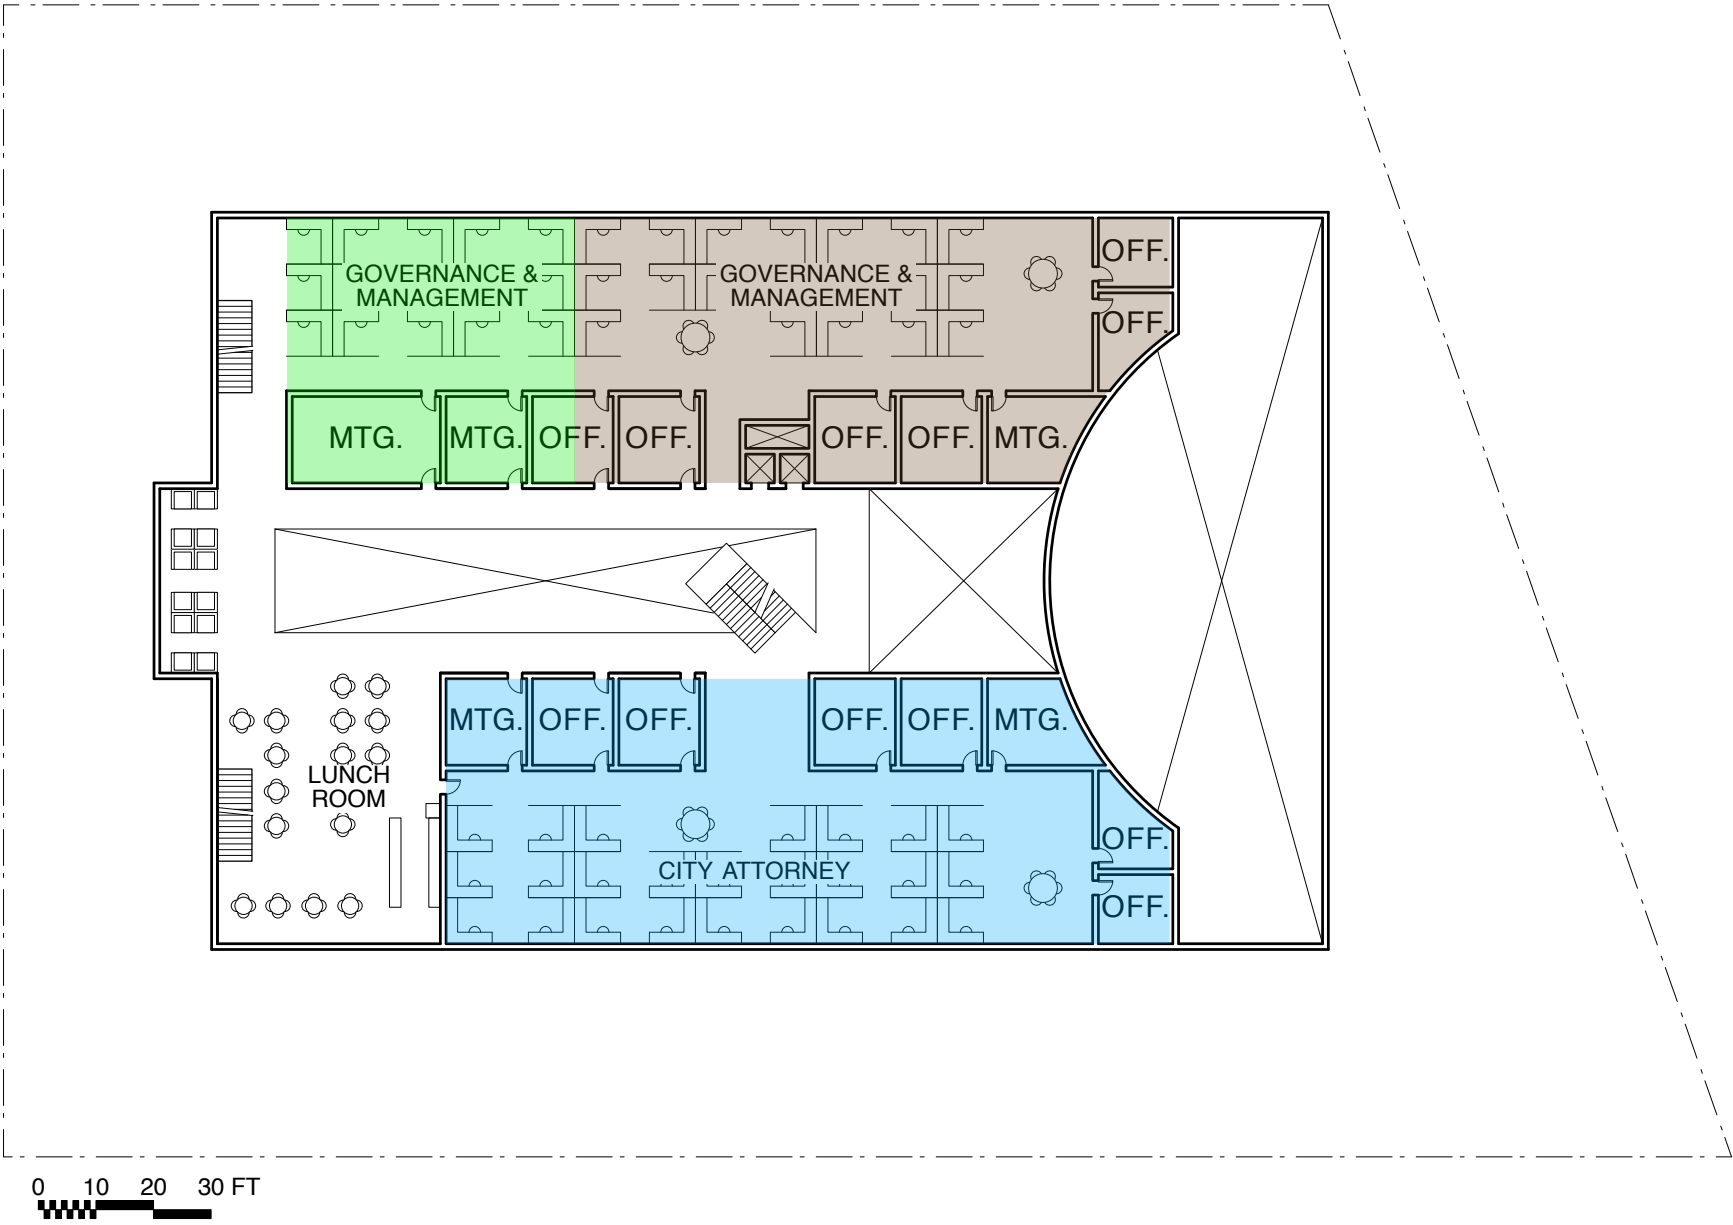 OFF.
GOVERNANCE &
MANAGEMENT
GOVERNANCE &
MANAGEMENT
OFF.
MTG.
MTG.
OFF.
OFF.
OFF.
OFF.
MTG.
MTG.
OFF.
OFF.
OFF.
OFF.
MTG.
LUNCH
ROOM
OFF.
CITY ATTORNEY
OFF.
0 10 20 30 FT